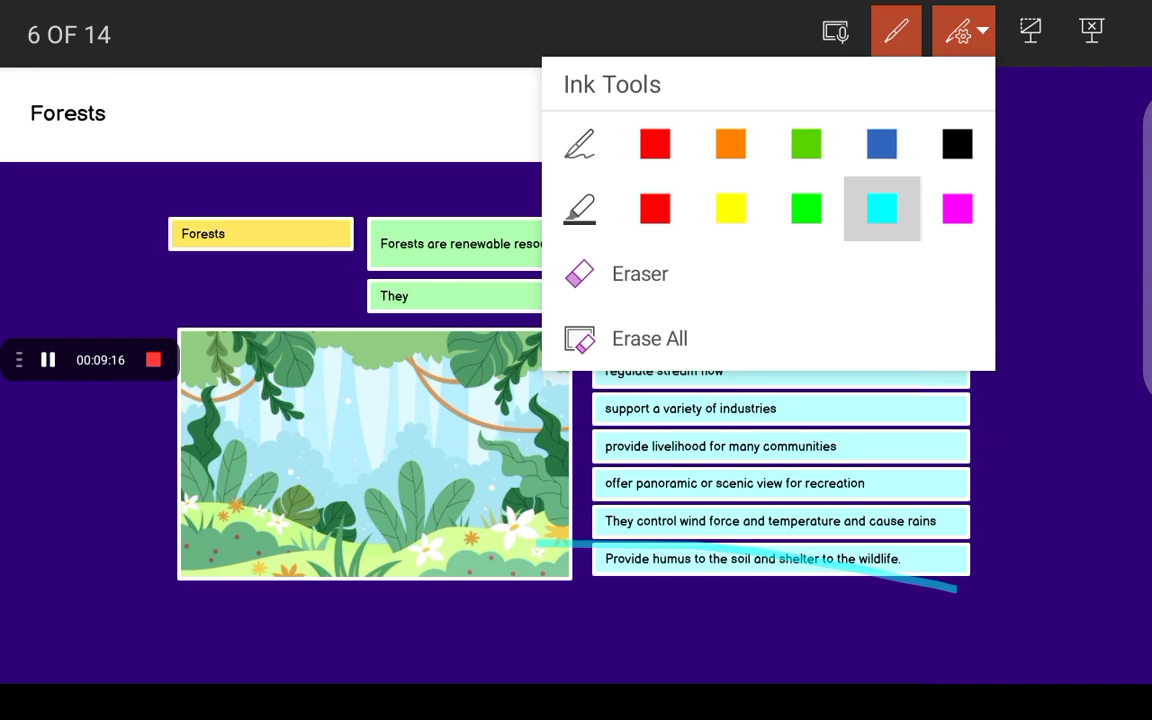 6 OF 14
Ink Tools
Forests
Eraser
Erase All
Forests
Forests are renewable
They
00:09:16
regulate stream flow
support a variety of industries
provide livelihood for many communities
offer panoramic or scenic view for recreation
They control wind force and temperature and cause rains
Provide humus to the soil and shelter to the wildlife.